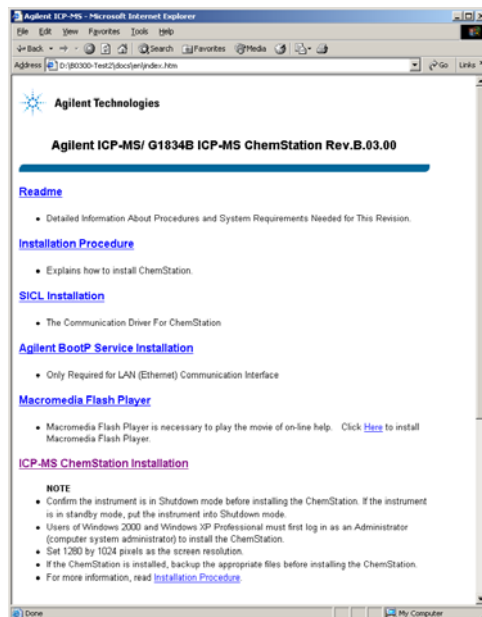 Agilent ICP-MS - Microsoft Internet Explorer
File Edit View Favorites Tools Help
Back Search Favorites Media
Address D:\B0300-Test2\docs\en\index.htm Go Links
Agilent Technologies
Agilent ICP-MS/ G1834B ICP-MS ChemStation Rev.B.03.00
Readme
• Detailed Information About Procedures and System Requirements Needed for This Revision.
Installation Procedure
• Explains how to install ChemStation.
SICL Installation
• The Communication Driver For ChemStation
Agilent BootP Service Installation
• Only Required for LAN (Ethernet) Communication Interface
Macromedia Flash Player
• Macromedia Flash Player is necessary to play the movie of on-line help. Click Here to install
Macromedia Flash Player.
ICP-MS ChemStation Installation
NOTE
• Confirm the instrument is in Shutdown mode before installing the ChemStation. If the instrument
is in standby mode, put the instrument into Shutdown mode.
• Users of Windows 2000 and Windows XP Professional must first log in as an Administrator
(computer system administrator) to install the ChemStation.
• Set 1280 by 1024 pixels as the screen resolution.
• If the ChemStation is installed, backup the appropriate files before installing the ChemStation.
• For more information, read Installation Procedure.
Done My Computer